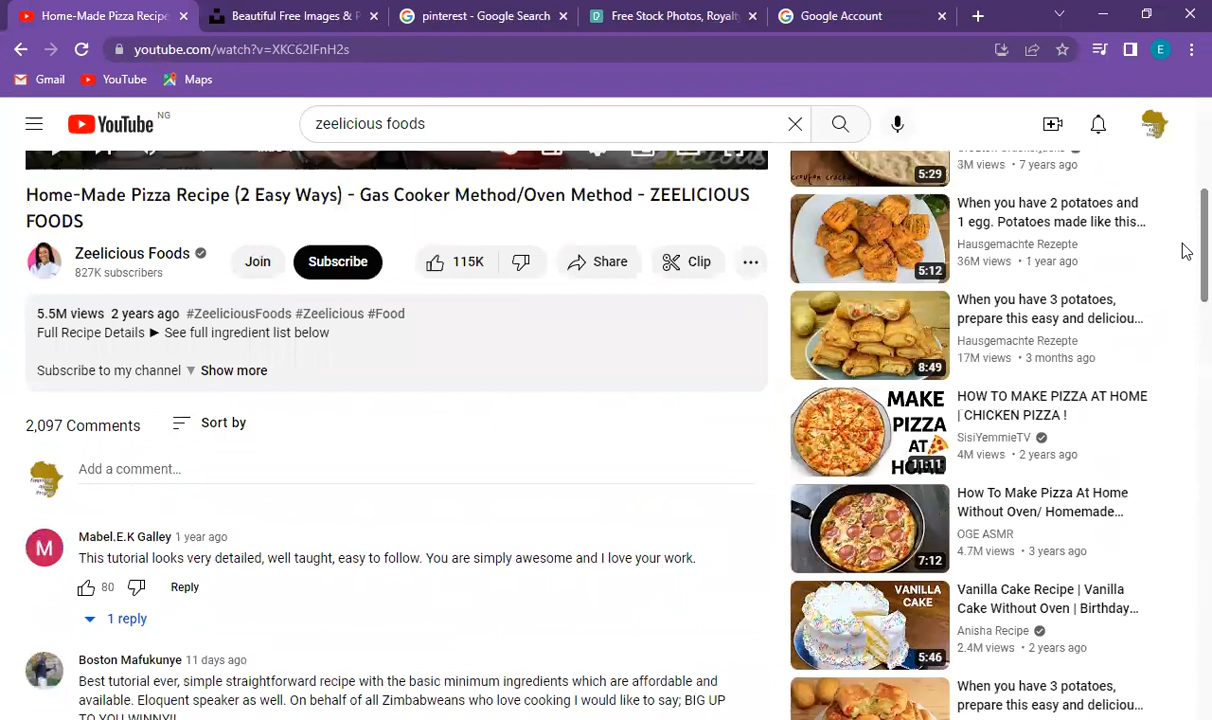 Home-Made Pizza Recipe
Beautiful Free Images & P
pinterest - Google Search
Free Stock Photos, Royalty
Google Account
youtube.com/watch?v=XKC62IFnH2s
E
Gmail
YouTube
Maps
YouTube NG
zeelicious foods
Home-Made Pizza Recipe (2 Easy Ways) - Gas Cooker Method/Oven Method - ZEELICIOUS
FOODS
Zeelicious Foods
827K subscribers
Join
Subscribe
115K
Share
Clip
5.5M views 2 years ago #ZeeliciousFoods #Zeelicious #Food
Full Recipe Details ► See full ingredient list below
Subscribe to my channel ▼ Show more
2,097 Comments
Sort by
Add a comment...
M
Mabel.E.K Galley 1 year ago
This tutorial looks very detailed, well taught, easy to follow. You are simply awesome and I love your work.
80
Reply
1 reply
Boston Mafukunye 11 days ago
Best tutorial ever, simple straightforward recipe with the basic minimum ingredients which are affordable and
available. Eloquent speaker as well. On behalf of all Zimbabweans who love cooking I would like to say; BIG UP
TO YOU WINNY!!
3M views • 7 years ago
5:29
When you have 2 potatoes and
1 egg. Potatoes made like this...
Hausgemachte Rezepte
36M views • 1 year ago
5:12
When you have 3 potatoes,
prepare this easy and deliciou...
Hausgemachte Rezepte
17M views • 3 months ago
8:49
MAKE
PIZZA
AT
HOME
11:11
HOW TO MAKE PIZZA AT HOME
| CHICKEN PIZZA !
SisiYemmieTV
4M views • 2 years ago
How To Make Pizza At Home
Without Oven/ Homemade...
OGE ASMR
4.7M views • 3 years ago
7:12
VANILLA
CAKE
5:46
Vanilla Cake Recipe | Vanilla
Cake Without Oven | Birthday...
Anisha Recipe
2.4M views • 2 years ago
When you have 3 potatoes,
prepare this easy and deliciou...